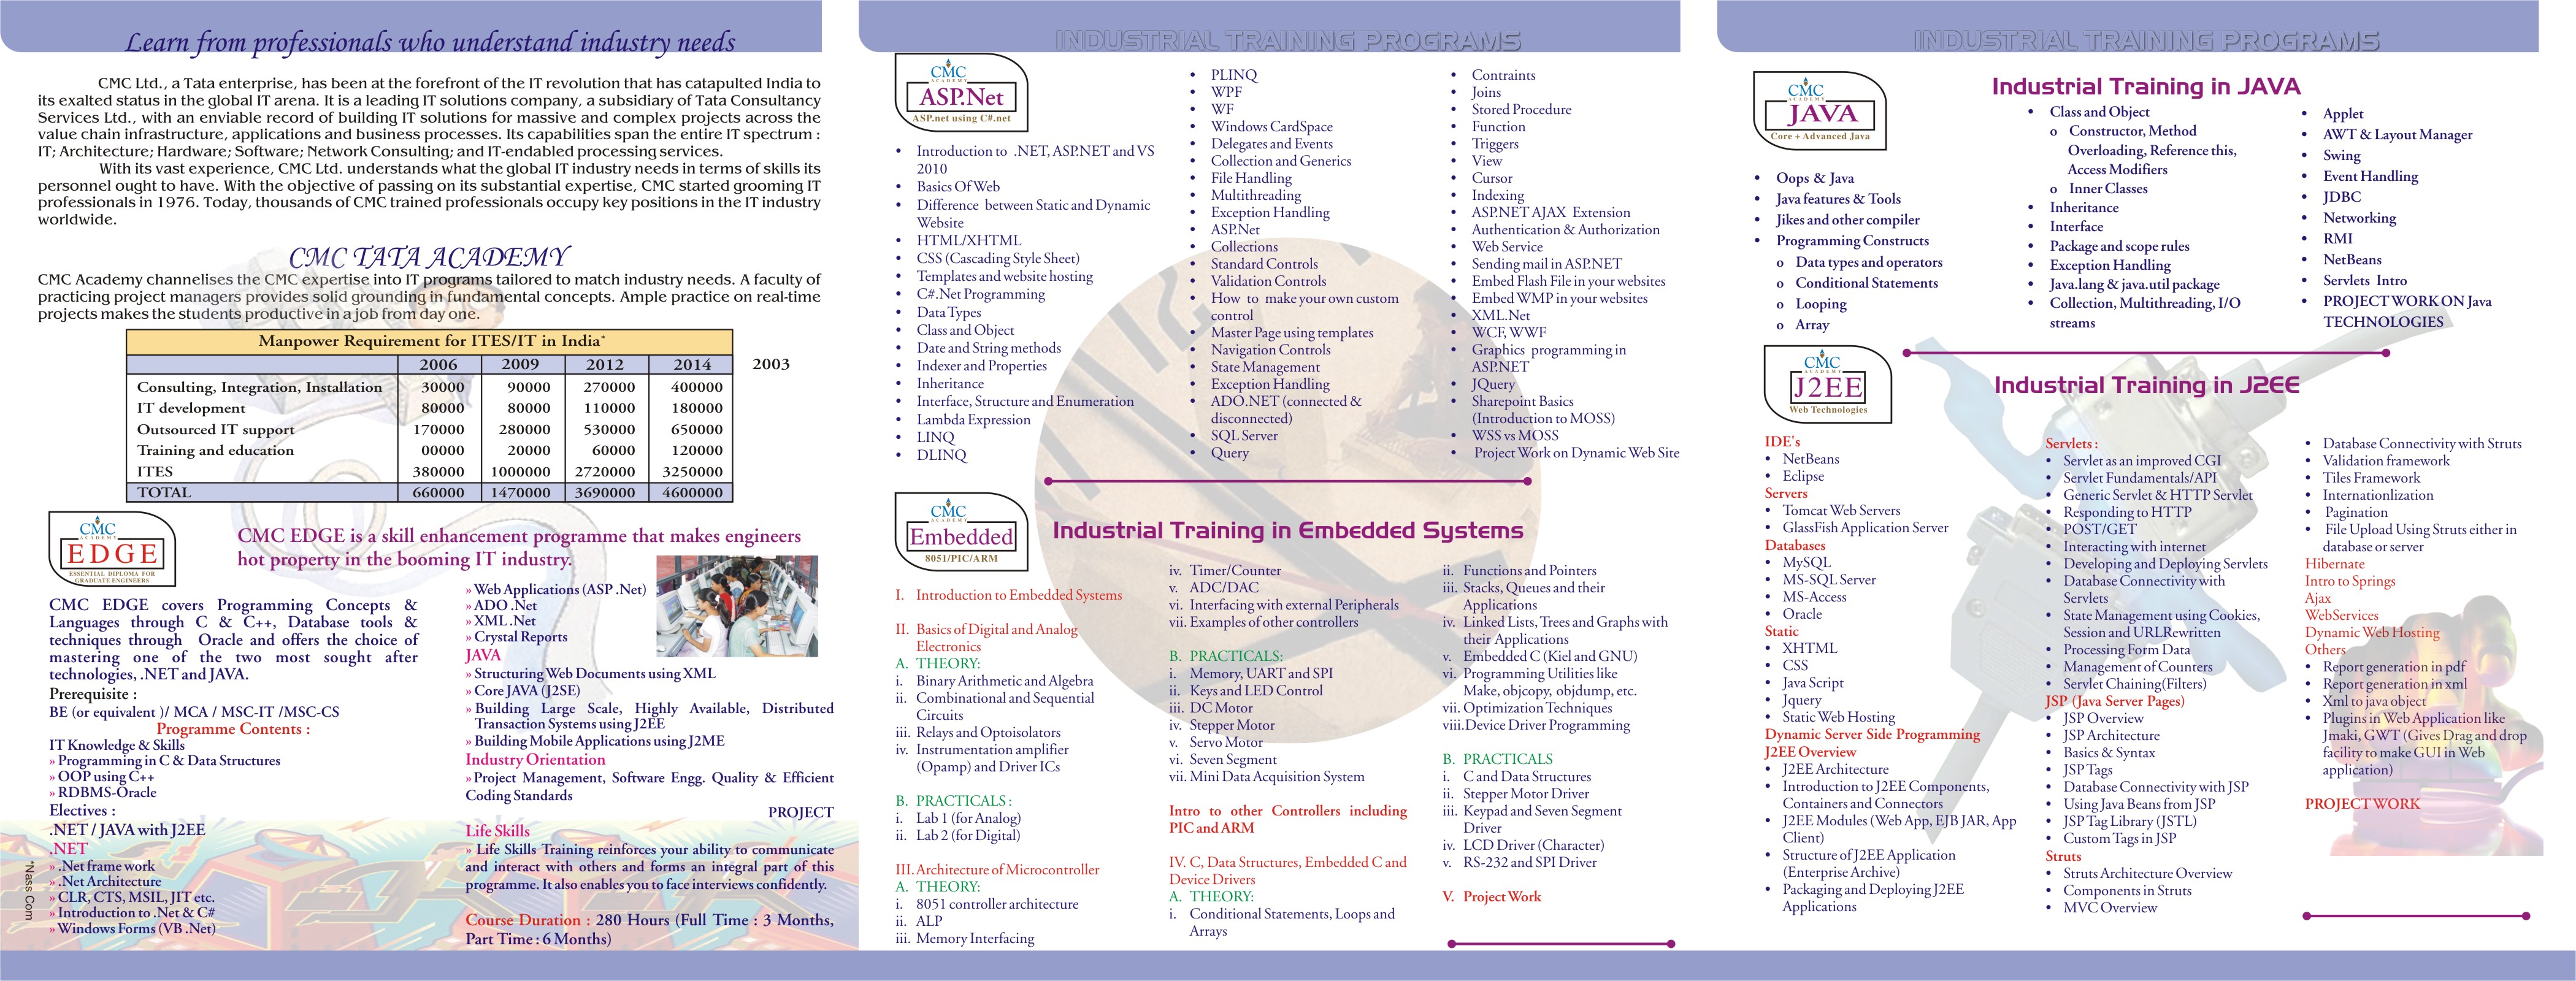 Learn from professionals who understand industry needs
CMC Ltd., a Tata enterprise, has been at the forefront of the IT revolution that has catapulted India to
its exalted status in the global IT arena. It is a leading IT solutions company, a subsidiary of Tata Consultancy
Services Ltd., with an enviable record of building IT solutions for massive and complex projects across the
value chain infrastructure, applications and business processes. Its capabilities span the entire IT spectrum :
IT; Architecture; Hardware; Software; Network Consulting; and IT-endabled processing services.
With its vast experience, CMC Ltd. understands what the global IT industry needs in terms of skills its
personnel ought to have. With the objective of passing on its substantial expertise, CMC started grooming IT
professionals in 1976. Today, thousands of CMC trained professionals occupy key positions in the IT industry
worldwide.
CMC TATA ACADEMY
CMC Academy channelises the CMC expertise into IT programs tailored to match industry needs. A faculty of
practicing project managers provides solid grounding in fundamental concepts. Ample practice on real-time
projects makes the students productive in a job from day one.
Manpower Requirement for ITES/IT in India*
2006 2009 2012 2014 2003
Consulting, Integration, Installation 30000 90000 270000 400000
IT development 80000 80000 110000 180000
Outsourced IT support 170000 280000 530000 650000
Training and education 00000 20000 60000 120000
ITES 380000 1000000 2720000 3250000
TOTAL 660000 1470000 3690000 4600000
CMC
ACADEMY
EDGE
ESSENTIAL DIPLOMA FOR
GRADUATE ENGINEERS
CMC EDGE is a skill enhancement programme that makes engineers
hot property in the booming IT industry.
CMC EDGE covers Programming Concepts &
Languages through C & C++, Database tools &
techniques through Oracle and offers the choice of
mastering one of the two most sought after
technologies, .NET and JAVA.
Prerequisite :
BE (or equivalent )/ MCA / MSC-IT /MSC-CS
Programme Contents :
IT Knowledge & Skills
» Programming in C & Data Structures
» OOP using C++
» RDBMS-Oracle
Electives :
.NET / JAVA with J2EE
.NET
» .Net frame work
» .Net Architecture
» CLR, CTS, MSIL, JIT etc.
» Introduction to .Net & C#
» Windows Forms (VB .Net)
*Nass Com
» Web Applications (ASP .Net)
» ADO .Net
» XML .Net
» Crystal Reports
JAVA
» Structuring Web Documents using XML
» Core JAVA (J2SE)
» Building Large Scale, Highly Available, Distributed
Transaction Systems using J2EE
» Building Mobile Applications using J2ME
Industry Orientation
» Project Management, Software Engg. Quality & Efficient
Coding Standards
PROJECT
Life Skills
» Life Skills Training reinforces your ability to communicate
and interact with others and forms an integral part of this
programme. It also enables you to face interviews confidently.
Course Duration : 280 Hours (Full Time : 3 Months,
Part Time : 6 Months)
INDUSTRIAL TRAINING PROGRAMS
CMC
ACADEMY
ASP.Net
ASP.net using C#.net
• Introduction to .NET, ASP.NET and VS
2010
• Basics Of Web
• Difference between Static and Dynamic
Website
• HTML/XHTML
• CSS (Cascading Style Sheet)
• Templates and website hosting
• C#.Net Programming
• Data Types
• Class and Object
• Date and String methods
• Indexer and Properties
• Inheritance
• Interface, Structure and Enumeration
• Lambda Expression
• LINQ
• DLINQ
• PLINQ
• WPF
• WF
• Windows CardSpace
• Delegates and Events
• Collection and Generics
• File Handling
• Multithreading
• Exception Handling
• ASP.Net
• Collections
• Standard Controls
• Validation Controls
• How to make your own custom
control
• Master Page using templates
• Navigation Controls
• State Management
• Exception Handling
• ADO.NET (connected &
disconnected)
• SQL Server
• Query
• Contraints
• Joins
• Stored Procedure
• Function
• Triggers
• View
• Cursor
• Indexing
• ASP.NET AJAX Extension
• Authentication & Authorization
• Web Service
• Sending mail in ASP.NET
• Embed Flash File in your websites
• Embed WMP in your websites
• XML.Net
• WCF, WWF
• Graphics programming in
ASP.NET
• JQuery
• Sharepoint Basics
(Introduction to MOSS)
• WSS vs MOSS
• Project Work on Dynamic Web Site
CMC
ACADEMY
Embedded
8051/PIC/ARM
Industrial Training in Embedded Systems
I. Introduction to Embedded Systems
II. Basics of Digital and Analog
Electronics
A. THEORY:
i. Binary Arithmetic and Algebra
ii. Combinational and Sequential
Circuits
iii. Relays and Optoisolators
iv. Instrumentation amplifier
(Opamp) and Driver ICs
B. PRACTICALS :
i. Lab 1 (for Analog)
ii. Lab 2 (for Digital)
III. Architecture of Microcontroller
A. THEORY:
i. 8051 controller architecture
ii. ALP
iii. Memory Interfacing
iv. Timer/Counter
v. ADC/DAC
vi. Interfacing with external Peripherals
vii. Examples of other controllers
B. PRACTICALS:
i. Memory, UART and SPI
ii. Keys and LED Control
iii. DC Motor
iv. Stepper Motor
v. Servo Motor
vi. Seven Segment
vii. Mini Data Acquisition System
Intro to other Controllers including
PIC and ARM
IV. C, Data Structures, Embedded C and
Device Drivers
A. THEORY:
i. Conditional Statements, Loops and
Arrays
ii. Functions and Pointers
iii. Stacks, Queues and their
Applications
iv. Linked Lists, Trees and Graphs with
their Applications
v. Embedded C (Kiel and GNU)
vi. Programming Utilities like
Make, objcopy, objdump, etc.
vii. Optimization Techniques
viii. Device Driver Programming
B. PRACTICALS
i. C and Data Structures
ii. Stepper Motor Driver
iii. Keypad and Seven Segment
Driver
iv. LCD Driver (Character)
v. RS-232 and SPI Driver
V. Project Work
INDUSTRIAL TRAINING PROGRAMS
CMC
ACADEMY
JAVA
Core + Advanced Java
Industrial Training in JAVA
• Oops & Java
• Java features & Tools
• Jikes and other compiler
• Programming Constructs
o Data types and operators
o Conditional Statements
o Looping
o Array
• Class and Object
o Constructor, Method
Overloading, Reference this,
Access Modifiers
o Inner Classes
• Inheritance
• Interface
• Package and scope rules
• Exception Handling
• Java.lang & java.util package
• Collection, Multithreading, I/O
streams
• Applet
• AWT & Layout Manager
• Swing
• Event Handling
• JDBC
• Networking
• RMI
• NetBeans
• Servlets Intro
• PROJECT WORK ON Java
TECHNOLOGIES
CMC
ACADEMY
J2EE
Web Technologies
Industrial Training in J2EE
IDE's
• NetBeans
• Eclipse
Servers
• Tomcat Web Servers
• GlassFish Application Server
Databases
• MySQL
• MS-SQL Server
• MS-Access
• Oracle
Static
• XHTML
• CSS
• Java Script
• Jquery
• Static Web Hosting
Dynamic Server Side Programming
J2EE Overview
• J2EE Architecture
• Introduction to J2EE Components,
Containers and Connectors
• J2EE Modules (Web App, EJB JAR, App
Client)
• Structure of J2EE Application
(Enterprise Archive)
• Packaging and Deploying J2EE
Applications
Servlets :
• Servlet as an improved CGI
• Servlet Fundamentals/API
• Generic Servlet & HTTP Servlet
• Responding to HTTP
• POST/GET
• Interacting with internet
• Developing and Deploying Servlets
• Database Connectivity with
Servlets
• State Management using Cookies,
Session and URLRewritten
• Processing Form Data
• Management of Counters
• Servlet Chaining(Filters)
JSP (Java Server Pages)
• JSP Overview
• JSP Architecture
• Basics & Syntax
• JSP Tags
• Database Connectivity with JSP
• Using Java Beans from JSP
• JSP Tag Library (JSTL)
• Custom Tags in JSP
Struts
• Struts Architecture Overview
• Components in Struts
• MVC Overview
• Database Connectivity with Struts
• Validation framework
• Tiles Framework
• Internationlization
• Pagination
• File Upload Using Struts either in
database or server
Hibernate
Intro to Springs
Ajax
WebServices
Dynamic Web Hosting
Others
• Report generation in pdf
• Report generation in xml
• Xml to java object
• Plugins in Web Application like
Jmaki, GWT (Gives Drag and drop
facility to make GUI in Web
application)
PROJECT WORK